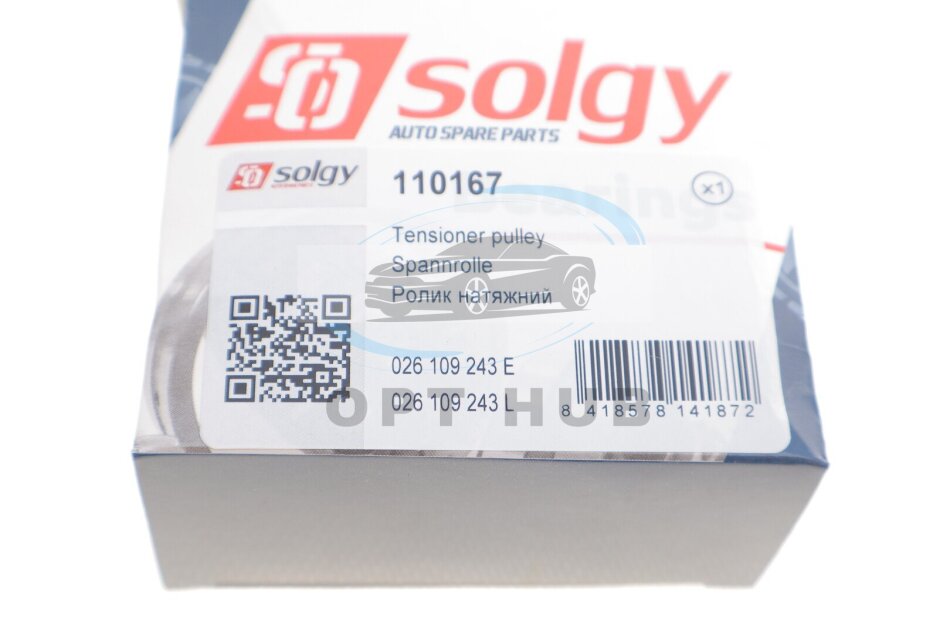 solgy
AUTO SPARE PARTS
solgy
110167
x1
bearings
Tensioner pulley
Spannrolle
Ролик натяжний
026 109 243 E
026 109 243 L
OPT HUB
8 418578 141872